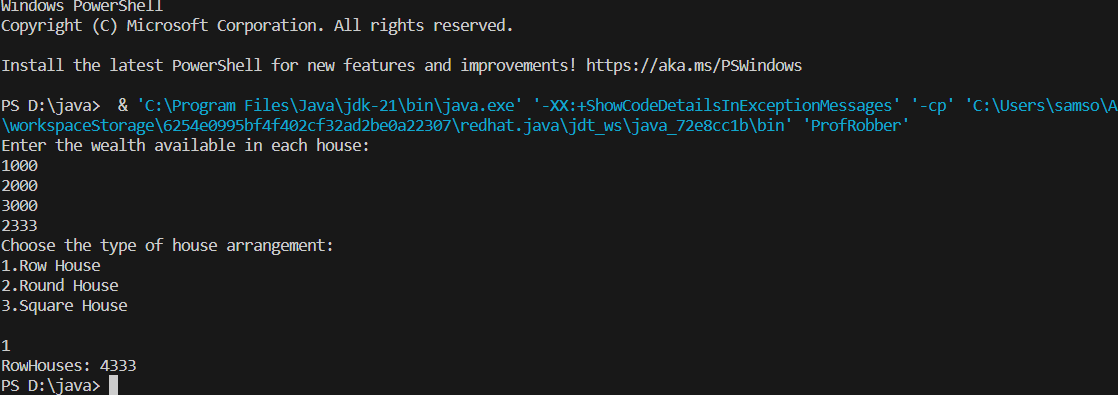 Windows PowerShell
Copyright (C) Microsoft Corporation. All rights reserved.
Install the latest PowerShell for new features and improvements! https://aka.ms/PSWindows
PS D:\java>  & 'C:\Program Files\Java\jdk-21\bin\java.exe' '-XX:+ShowCodeDetailsInExceptionMessages' '-cp' 'C:\Users\samso\A
\workspaceStorage\6254e0995bf4f402cf32ad2be0a22307\redhat.java\jdt_ws\java_72e8cc1b\bin' 'ProfRobber'
Enter the wealth available in each house:
1000
2000
3000
2333
Choose the type of house arrangement:
1.Row House
2.Round House
3.Square House
1
RowHouses: 4333
PS D:\java>